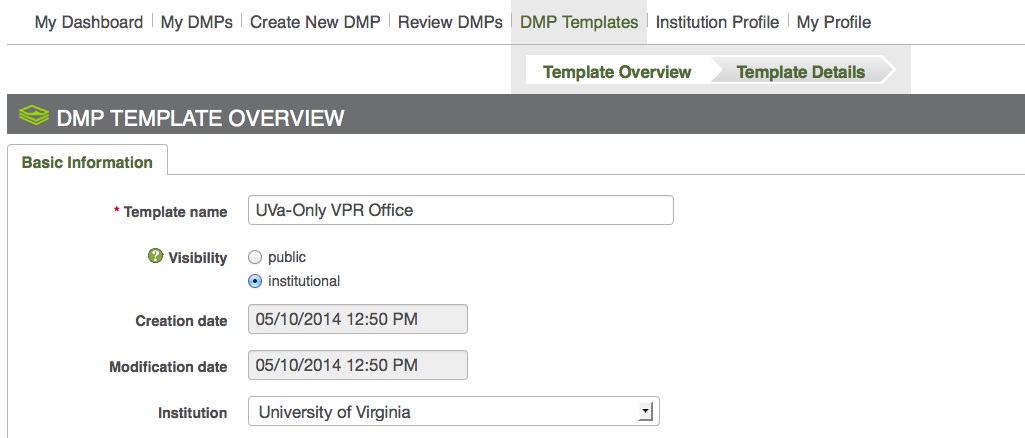 My Dashboard My DMPs Create New DMP Review DMPs DMP Templates Institution Profile My Profile
Template Overview Template Details
DMP TEMPLATE OVERVIEW
Basic Information
* Template name UVa-Only VPR Office
? Visibility public
institutional
Creation date 05/10/2014 12:50 PM
Modification date 05/10/2014 12:50 PM
Institution University of Virginia